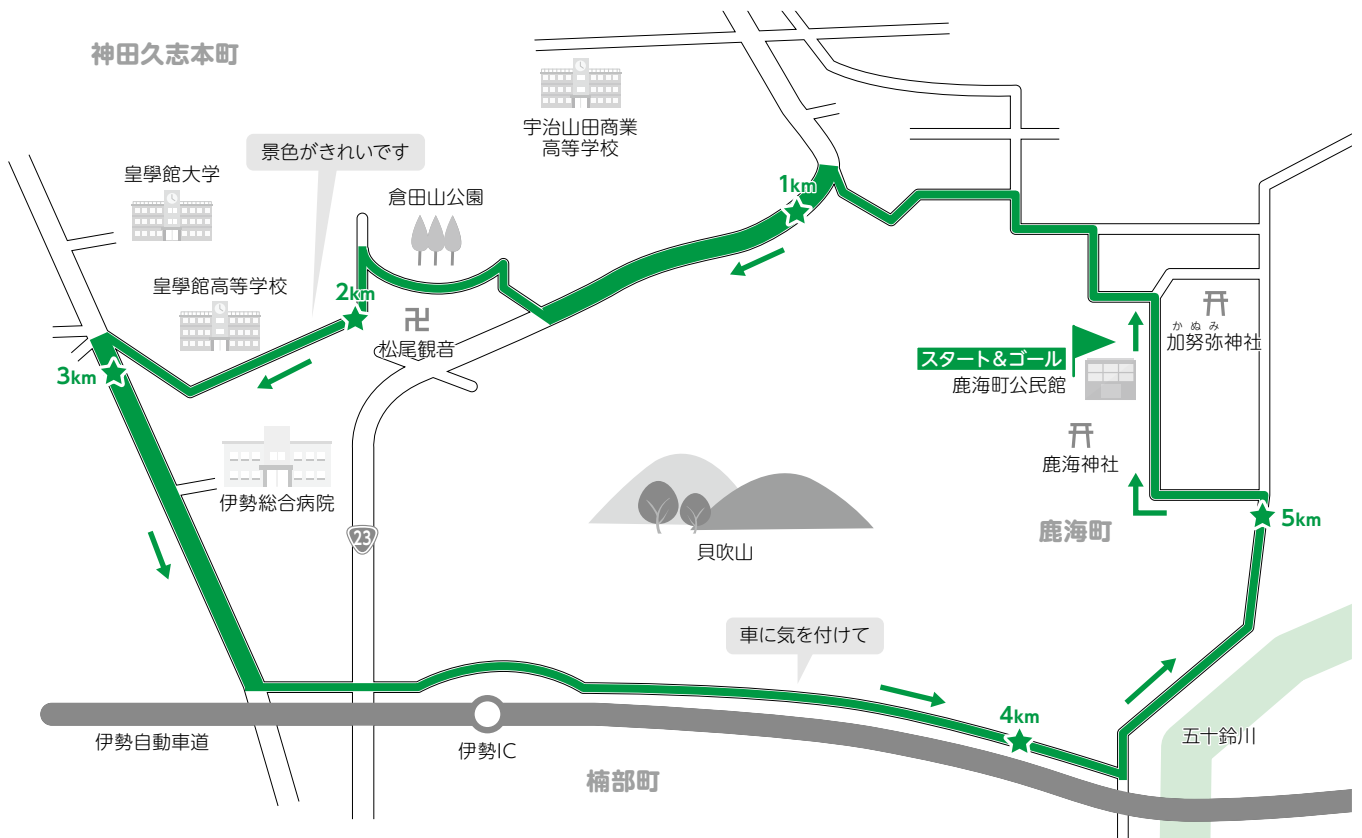 神田久志本町
宇治山田商業
高等学校
景色がきれいです
皇學館大学
倉田山公園
1km
皇學館高等学校
2km
松尾観音
かぬみ
加努弥神社
スタート&ゴール
鹿海町公民館
3km
鹿海神社
伊勢総合病院
5km
鹿海町
23
貝吹山
車に気を付けて
4km
伊勢自動車道
伊勢IC
五十鈴川
楠部町